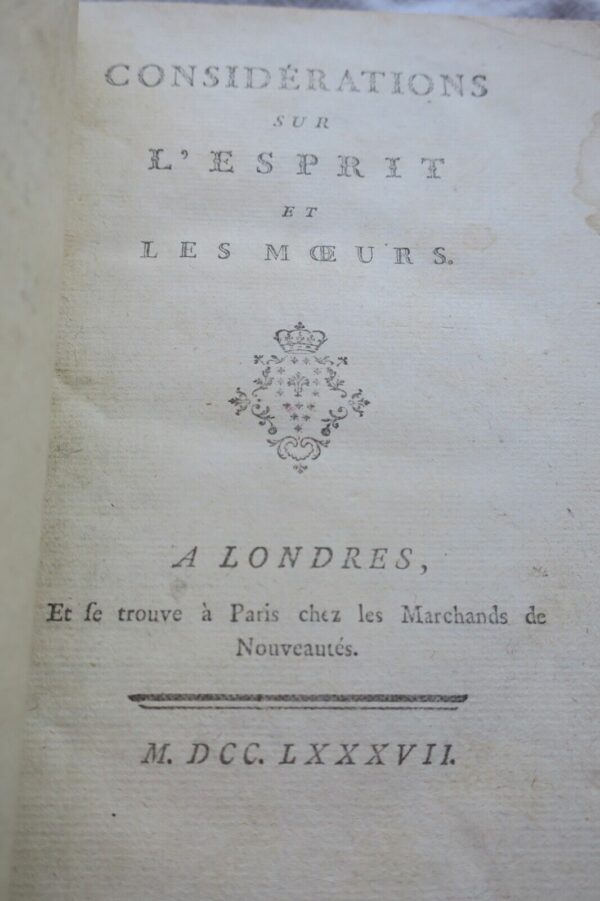 CONSIDÉRATIONS
SUR
L'ESPRIT
ET
LES MŒURS.
A LONDRES,
Et ſe trouve à Paris chez les Marchands de
Nouveautés.
M. DCC. LXXXVII.